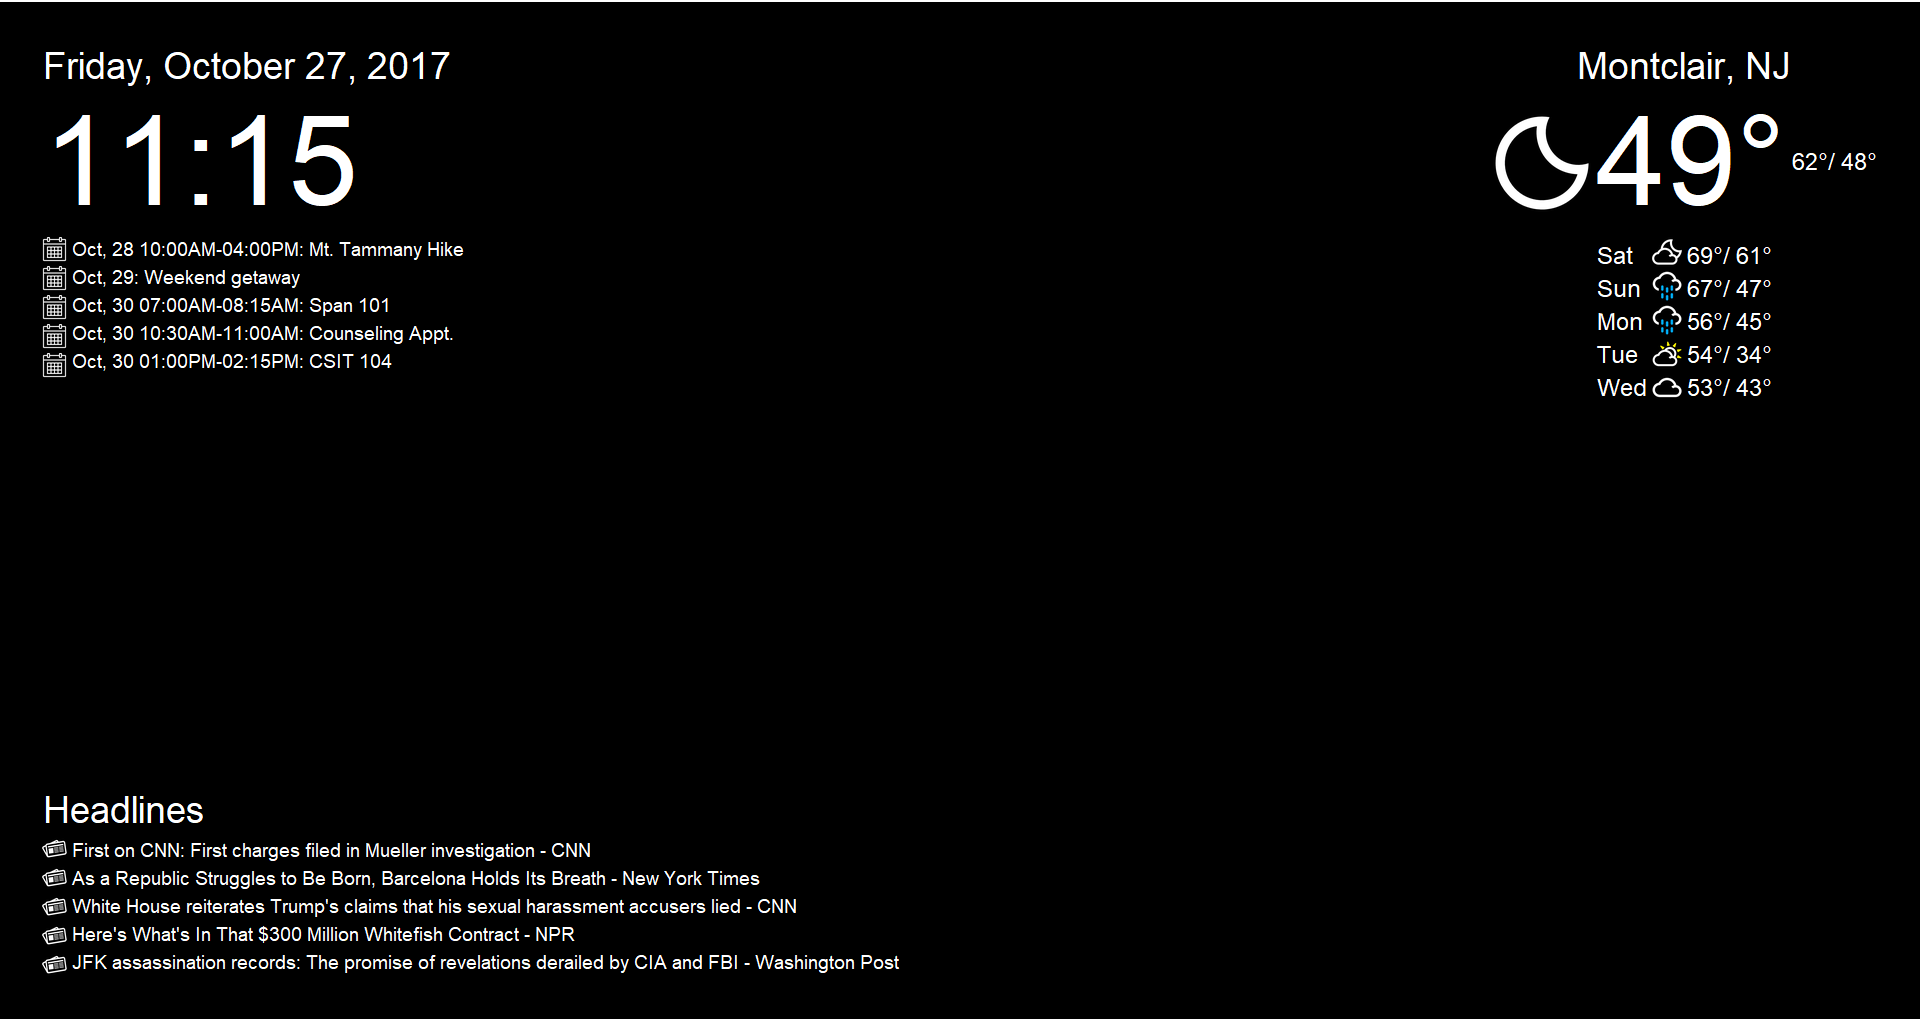 Friday, October 27, 2017
11:15
Oct, 28 10:00AM-04:00PM: Mt. Tammany Hike
Oct, 29: Weekend getaway
Oct, 30 07:00AM-08:15AM: Span 101
Oct, 30 10:30AM-11:00AM: Counseling Appt.
Oct, 30 01:00PM-02:15PM: CSIT 104
Montclair, NJ
49° 62°/ 48°
Sat 69°/ 61°
Sun 67°/ 47°
Mon 56°/ 45°
Tue 54°/ 34°
Wed 53°/ 43°
Headlines
First on CNN: First charges filed in Mueller investigation - CNN
As a Republic Struggles to Be Born, Barcelona Holds Its Breath - New York Times
White House reiterates Trump's claims that his sexual harassment accusers lied - CNN
Here's What's In That $300 Million Whitefish Contract - NPR
JFK assassination records: The promise of revelations derailed by CIA and FBI - Washington Post